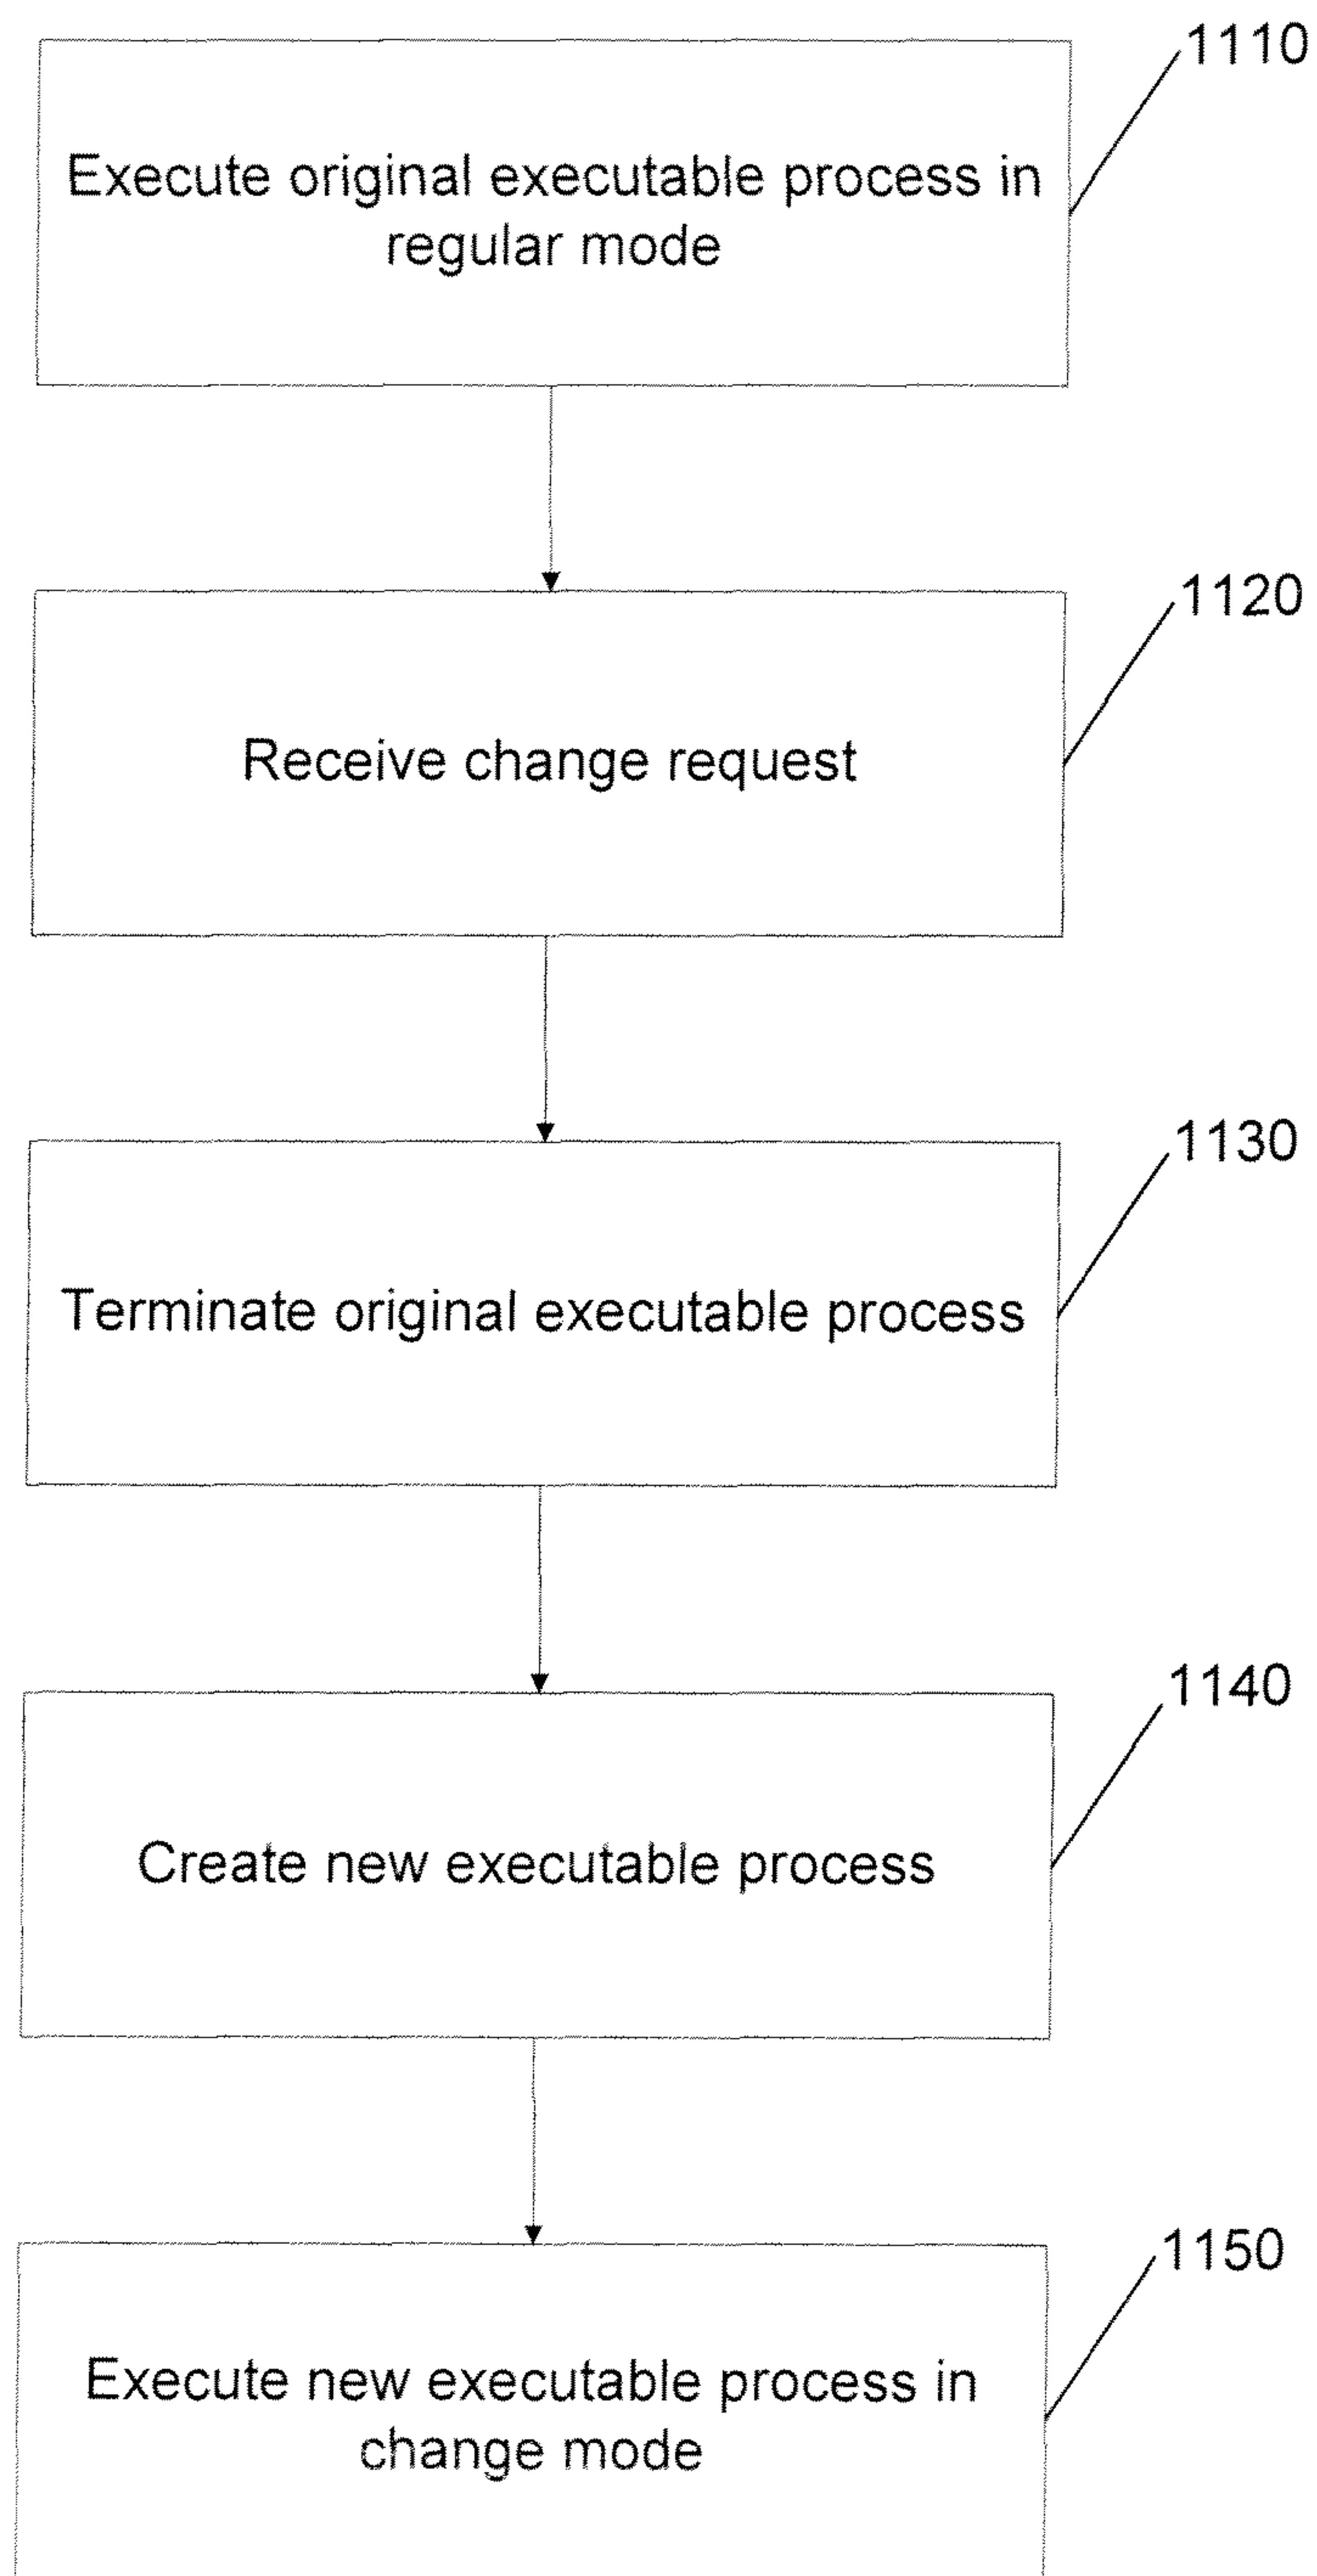 1110
Execute original executable process in
regular mode
1120
Receive change request
1130
Terminate original executable process
1140
Create new executable process
1150
Execute new executable process in
change mode